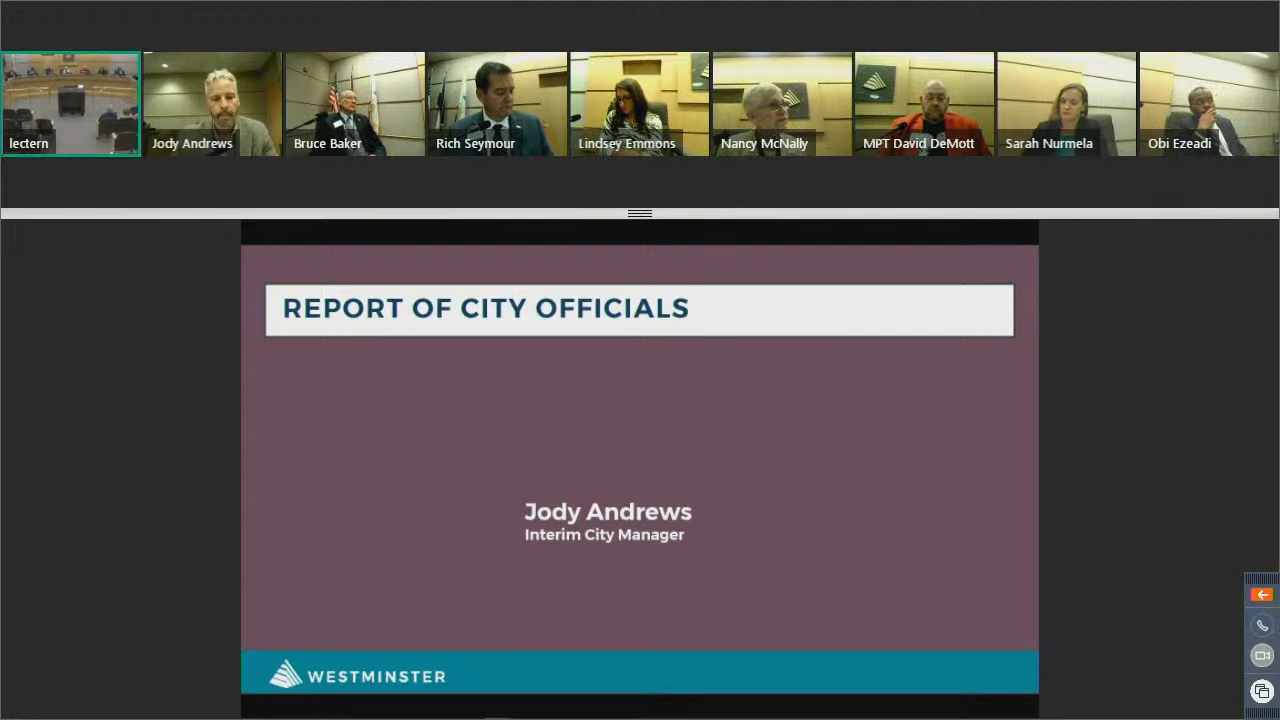 lectern
Jody Andrews
Bruce Baker
Rich Seymour
Lindsey Emmons
Nancy McNally
MPT David DeMott
Sarah Nurmela
Obi Ezeadi
REPORT OF CITY OFFICIALS
Jody Andrews
Interim City Manager
WESTMINSTER